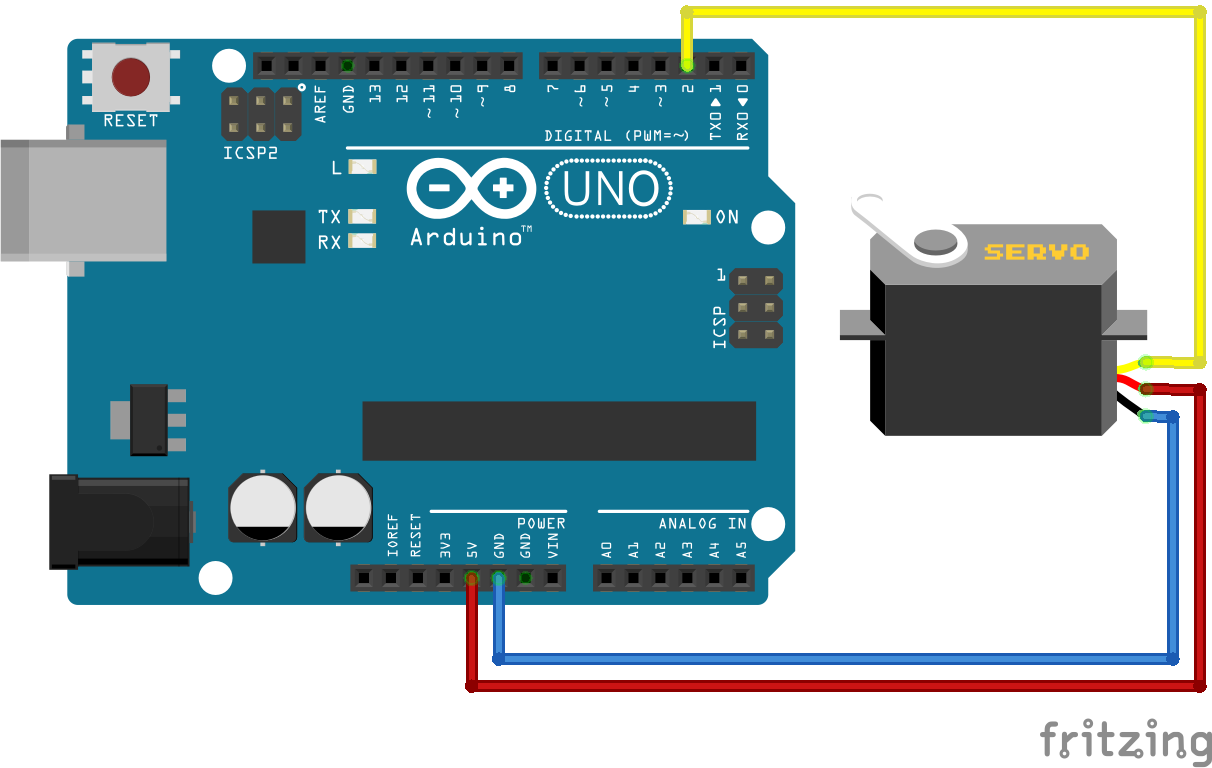 RESET
ICSP2
AREF
GND
13
12
~11
~10
~9
8
7
~6
~5
4
~3
2
TX0▶1
RX0◀0
DIGITAL (PWM=~)
L
TX
RX
Arduino™
UNO
ON
1
ICSP
SERVO
IOREF
RESET
3V3
5V
GND
GND
VIN
POWER
ANALOG IN
A0
A1
A2
A3
A4
A5
fritzing